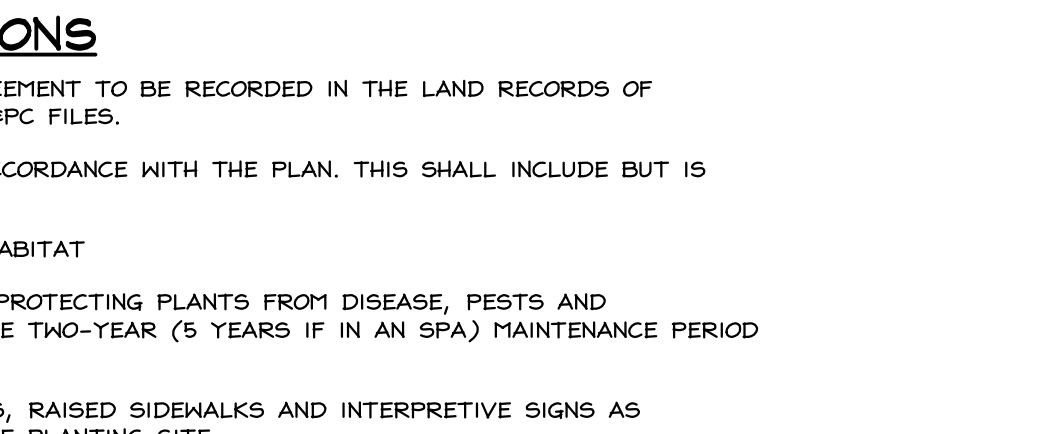 ONS
EEMENT TO BE RECORDED IN THE LAND RECORDS OF
PC FILES.
CCORDANCE WITH THE PLAN. THIS SHALL INCLUDE BUT IS
ABITAT
PROTECTING PLANTS FROM DISEASE, PESTS AND
E TWO-YEAR (5 YEARS IF IN AN SPA) MAINTENANCE PERIOD
S, RAISED SIDEWALKS AND INTERPRETIVE SIGNS AS